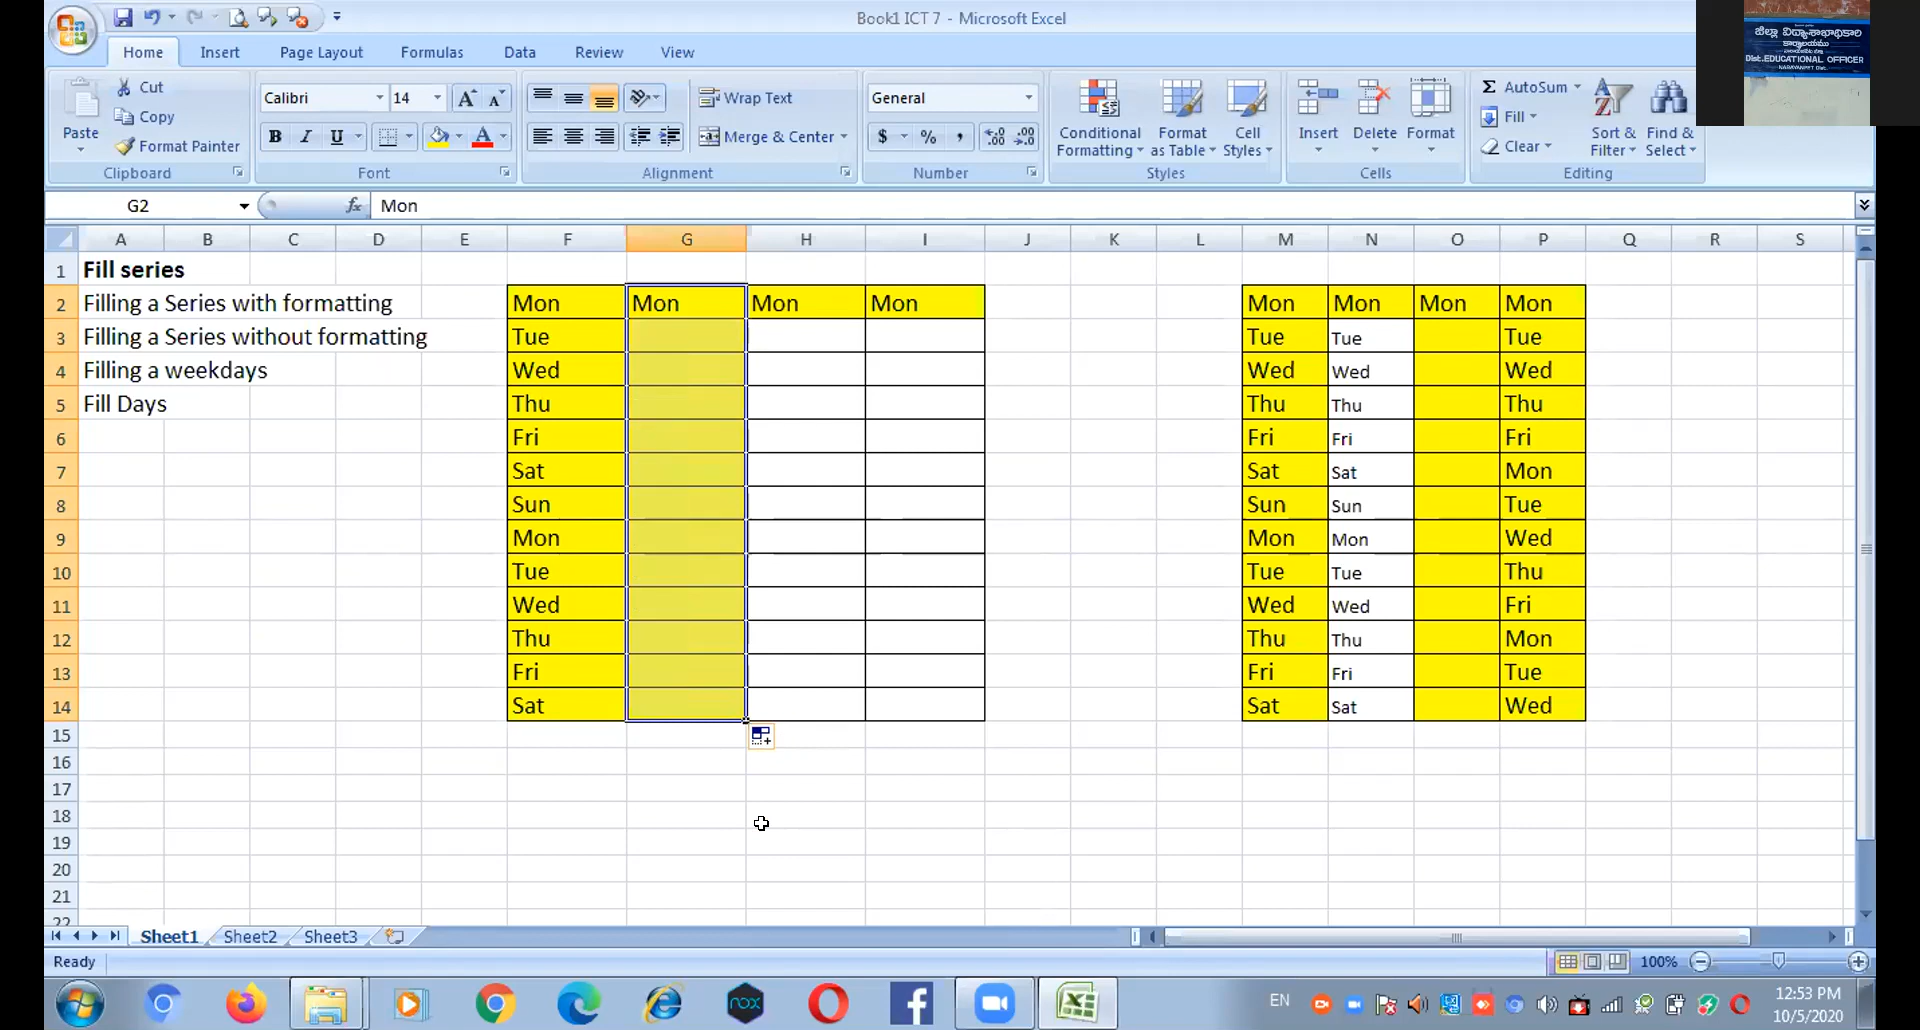 Book1 ICT 7 - Microsoft Excel
Home Insert Page Layout Formulas Data Review View
Paste
Cut
Copy
Format Painter
Clipboard
Calibri 14
B I U
Font
Wrap Text
Merge & Center
Alignment
General
$ % ,
Number
Conditional Formatting
Format as Table
Cell Styles
Styles
Insert Delete Format
Cells
Σ AutoSum
Fill
Clear
Sort & Filter
Find & Select
Editing
Dist.EDUCATIONAL OFFICER
NARAYANPET Dist.
G2 fx Mon
A B C D E F G H I J K L M N O P Q R S
1 Fill series
2 Filling a Series with formatting Mon Mon Mon Mon Mon Mon Mon Mon
3 Filling a Series without formatting Tue Tue Tue Tue
4 Filling a weekdays Wed Wed Wed Wed
5 Fill Days Thu Thu Thu Thu
6 Fri Fri Fri Fri
7 Sat Sat Sat Mon
8 Sun Sun Sun Tue
9 Mon Mon Mon Wed
10 Tue Tue Tue Thu
11 Wed Wed Wed Fri
12 Thu Thu Thu Mon
13 Fri Fri Fri Tue
14 Sat Sat Sat Wed
15
16
17
18
19
20
21
22
Sheet1 Sheet2 Sheet3
Ready 100%
nox
EN
12:53 PM
10/5/2020